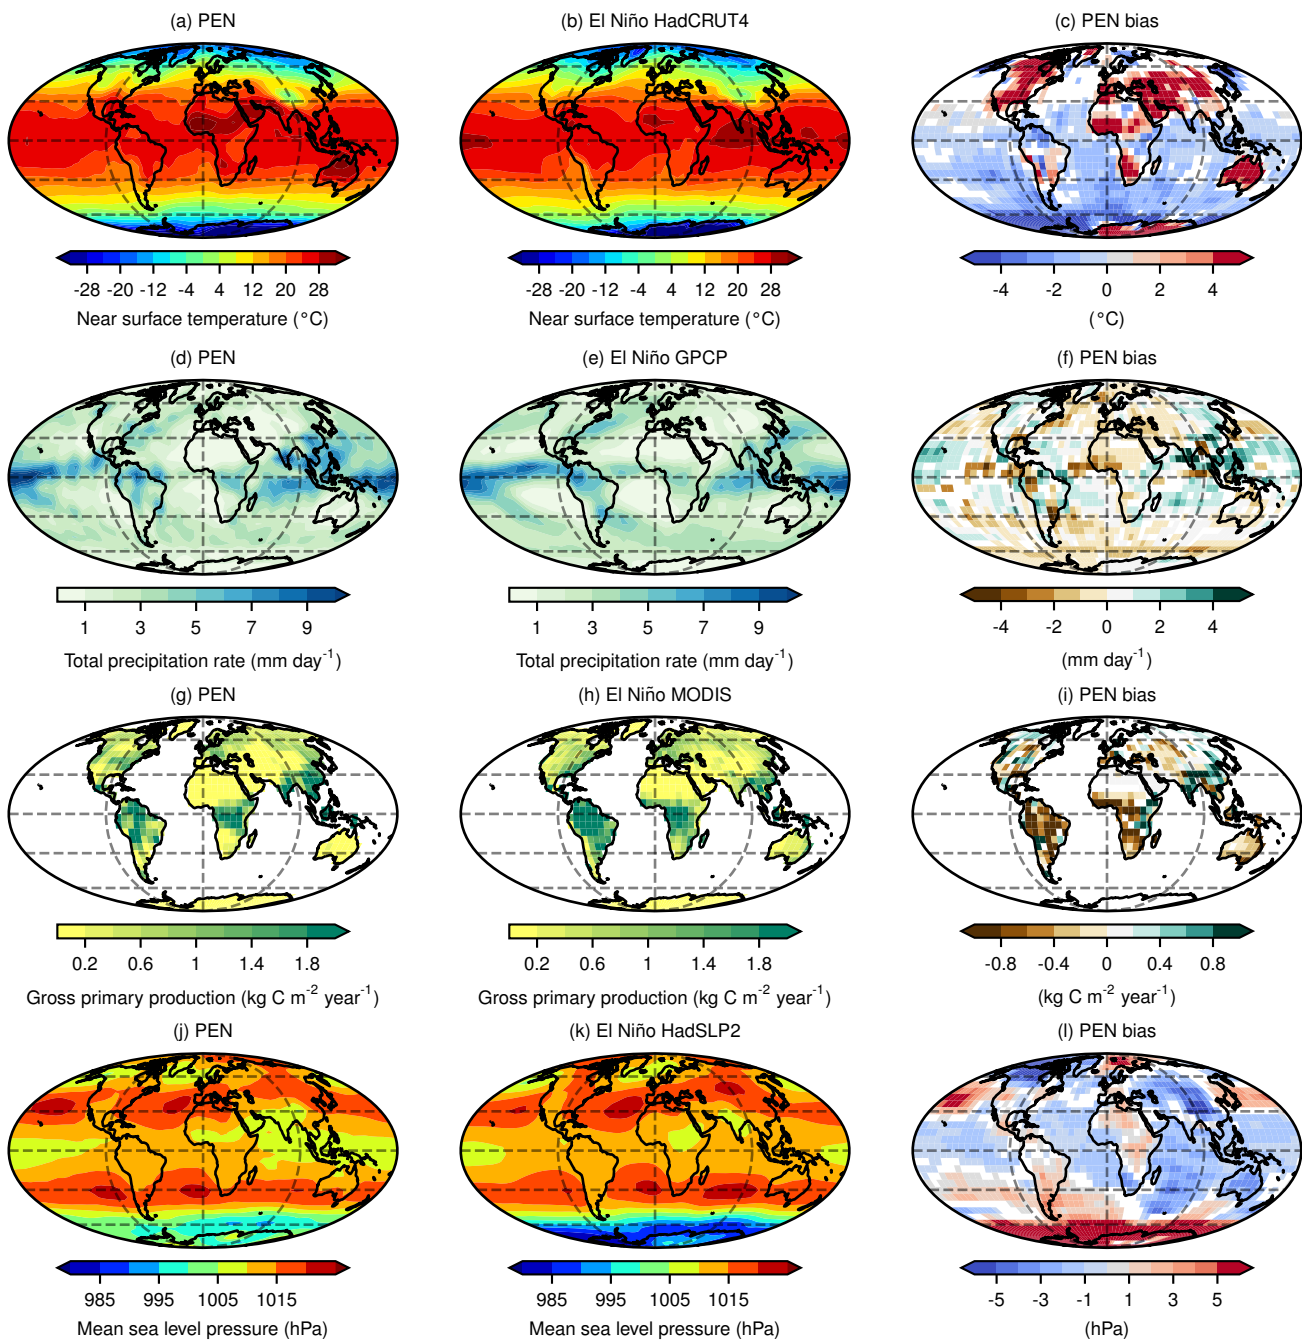 (a) PEN
(b) El Niño HadCRUT4
(c) PEN bias
-28 -20 -12 -4 4 12 20 28
-28 -20 -12 -4 4 12 20 28
-4 -2 0 2 4
Near surface temperature (°C)
Near surface temperature (°C)
(°C)
(d) PEN
(e) El Niño GPCP
(f) PEN bias
1 3 5 7 9
1 3 5 7 9
-4 -2 0 2 4
Total precipitation rate (mm day⁻¹)
Total precipitation rate (mm day⁻¹)
(mm day⁻¹)
(g) PEN
(h) El Niño MODIS
(i) PEN bias
0.2 0.6 1 1.4 1.8
0.2 0.6 1 1.4 1.8
-0.8 -0.4 0 0.4 0.8
Gross primary production (kg C m⁻² year⁻¹)
Gross primary production (kg C m⁻² year⁻¹)
(kg C m⁻² year⁻¹)
(j) PEN
(k) El Niño HadSLP2
(l) PEN bias
985 995 1005 1015
985 995 1005 1015
-5 -3 -1 1 3 5
Mean sea level pressure (hPa)
Mean sea level pressure (hPa)
(hPa)